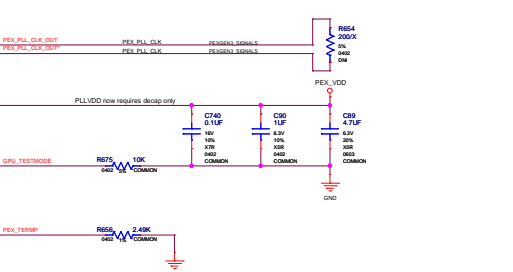 R654
200/X
5%
0402
DNI
PEX_PLL_CLK_OUT PEX_PLL_CLK
PEX_PLL_CLK_OUT* PEX_PLL_CLK PEXGEN3_SIGNALS
PEX_VDD
PLLVDD now requires decap only
C740
0.1UF
16V
10%
X7R
0402
COMMON
C90
1UF
6.3V
10%
X5R
0402
COMMON
C89
4.7UF
6.3V
20%
X5R
0603
COMMON
GPU_TESTMODE R675 10K
0402 5% COMMON
GND
PEX_TERMP R656 2.49K
0402 1% COMMON